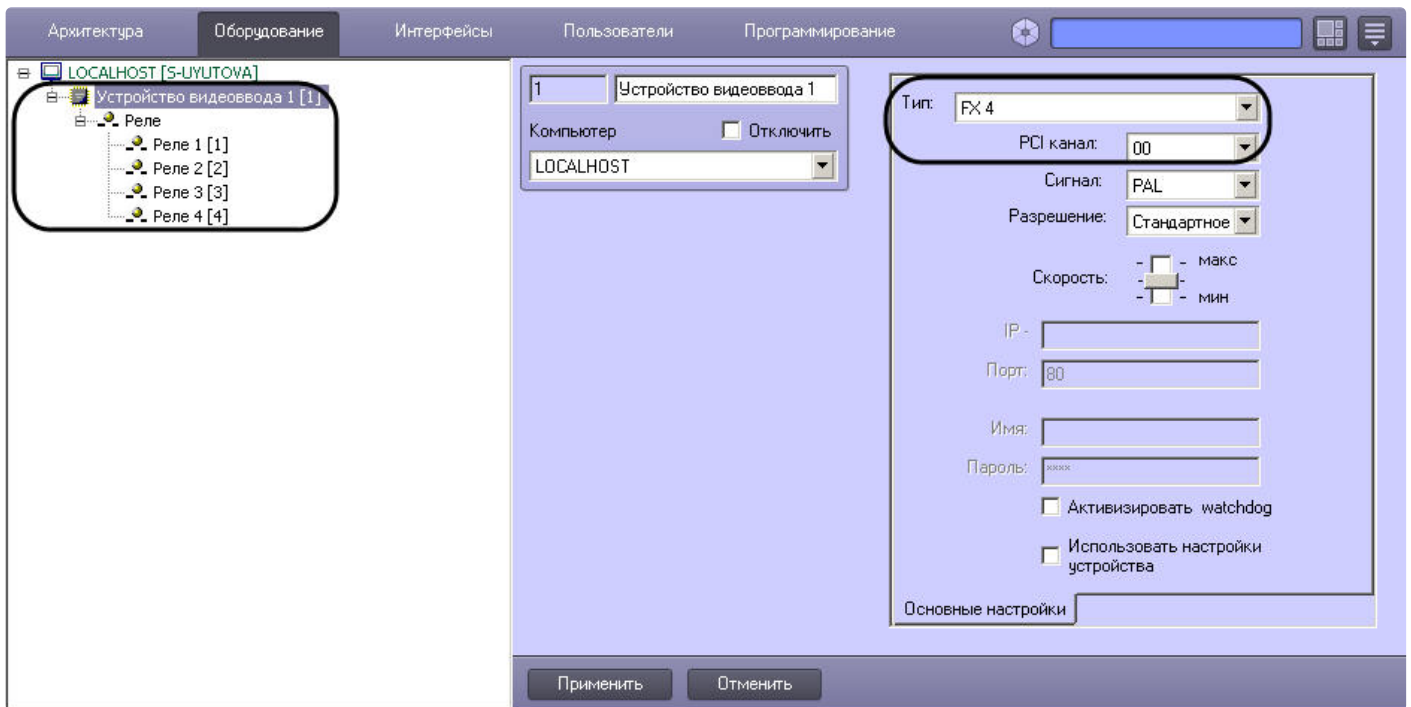 Архитектура Оборудование Интерфейсы Пользователи Программирование
LOCALHOST [S-UYUTOVA]
Устройство видеоввода 1 [1]
Реле
Реле 1 [1]
Реле 2 [2]
Реле 3 [3]
Реле 4 [4]
1 Устройство видеоввода 1
Компьютер Отключить
LOCALHOST
Тип: FX 4
PCI канал: 00
Сигнал: PAL
Разрешение: Стандартное
- - макс
Скорость: - -
- - мин
IP -
Порт: 80
Имя:
Пароль: ××××
Активизировать watchdog
Использовать настройки
устройства
Основные настройки
Применить Отменить